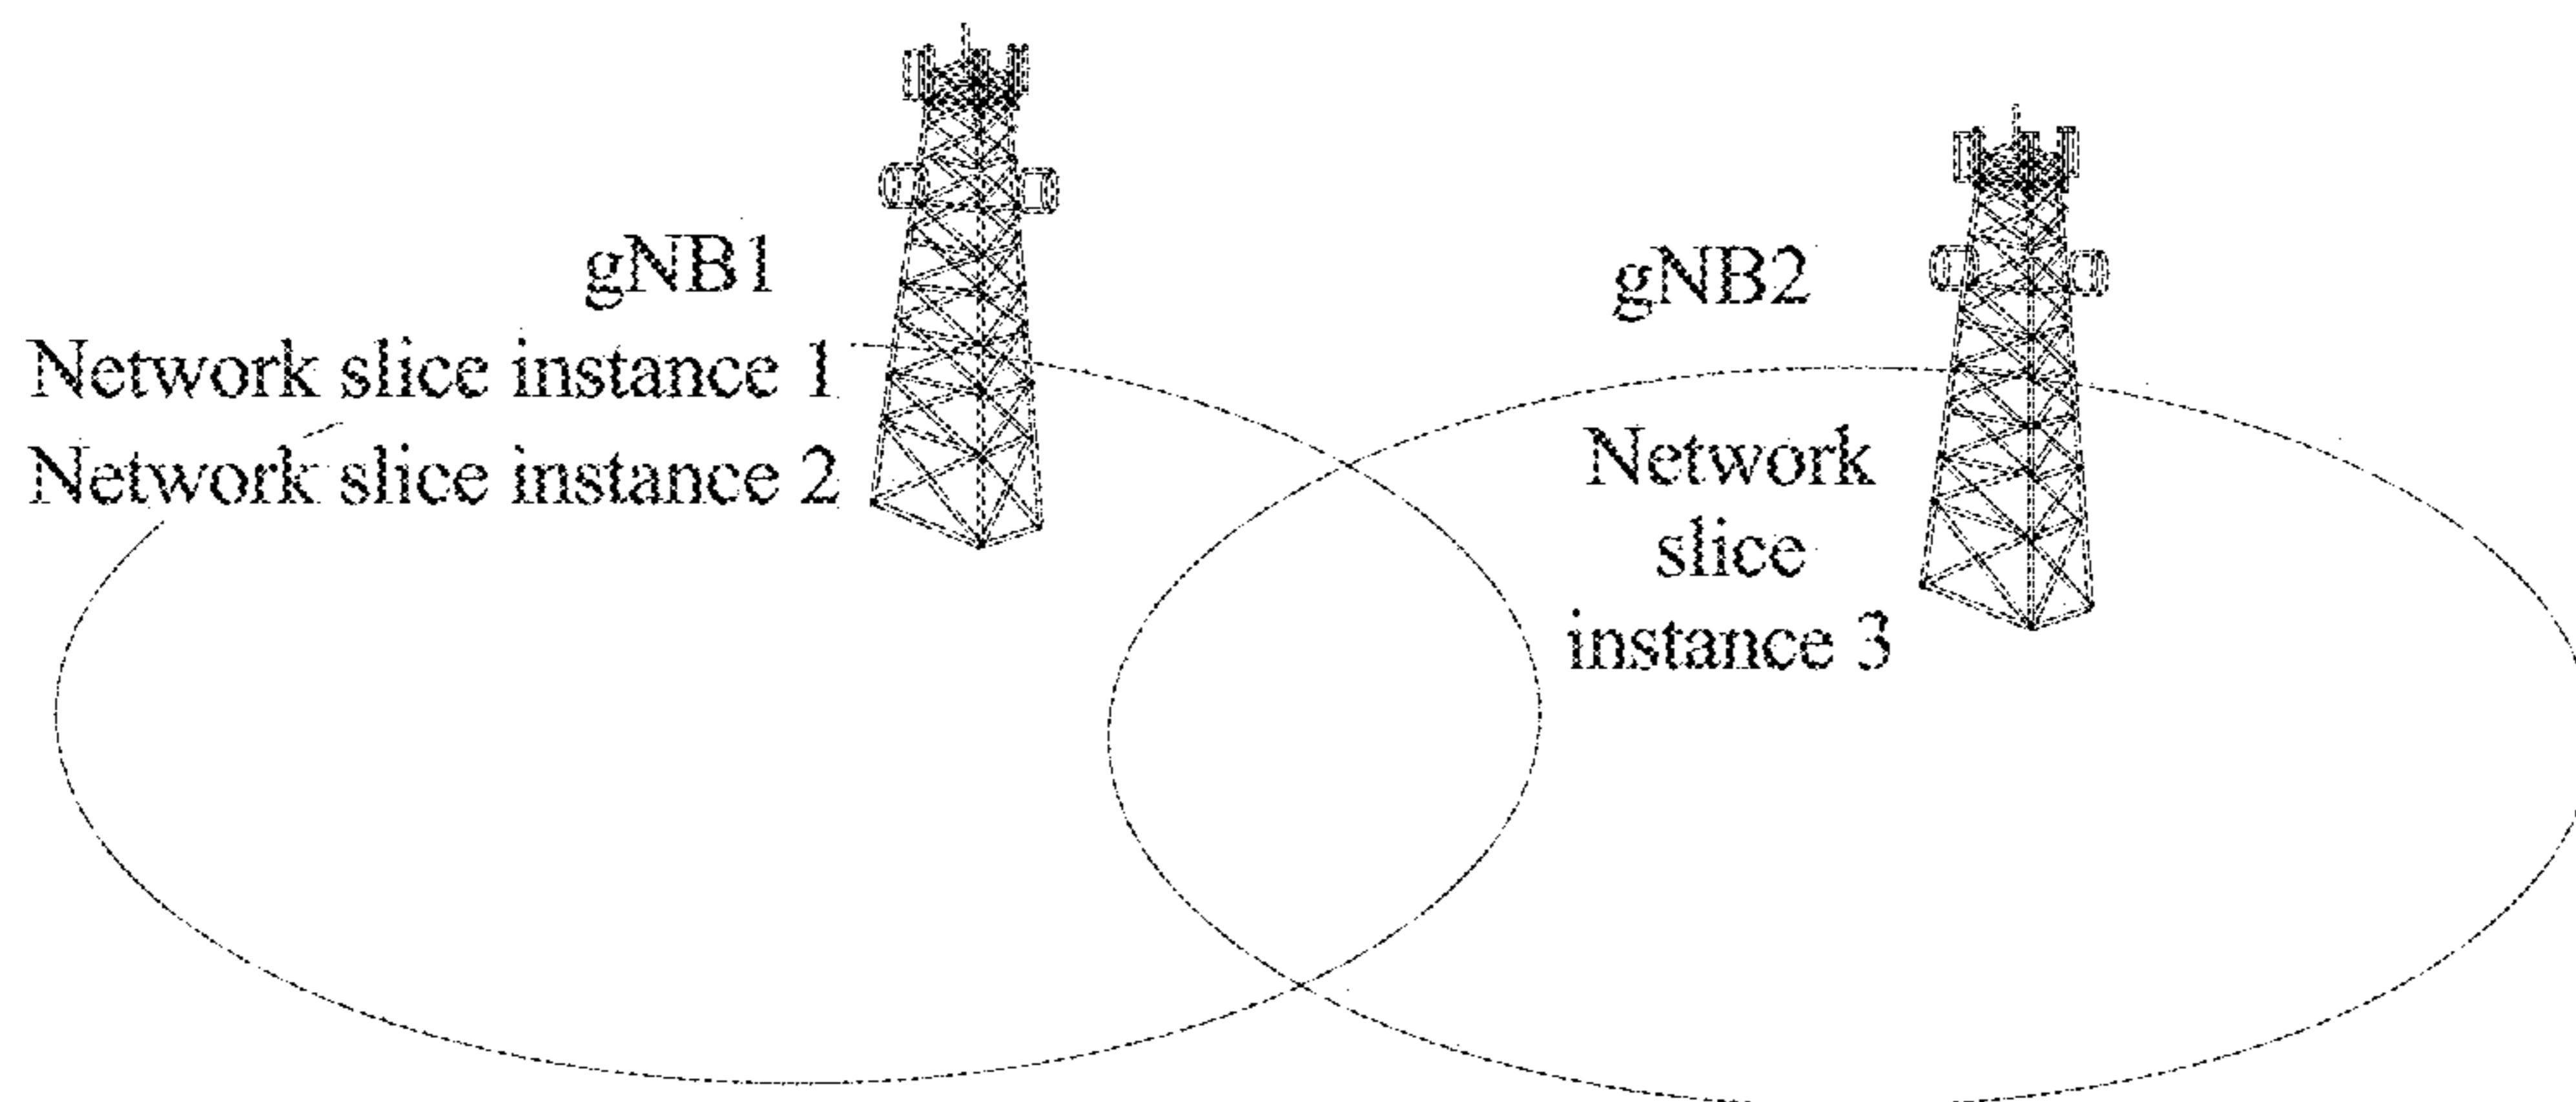 gNB1
Network slice instance 1
Network slice instance 2
gNB2
Network
slice
instance 3